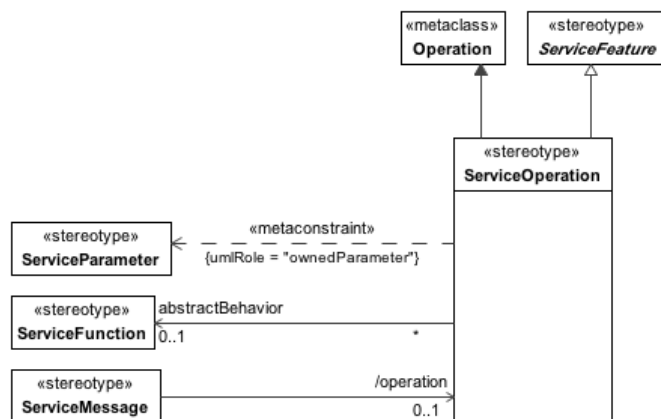 «metaclass»
Operation
«stereotype»
ServiceFeature
«stereotype»
ServiceOperation
«metaconstraint»
{umlRole = "ownedParameter"}
«stereotype»
ServiceParameter
abstractBehavior
0..1
*
«stereotype»
ServiceFunction
/operation
0..1
«stereotype»
ServiceMessage